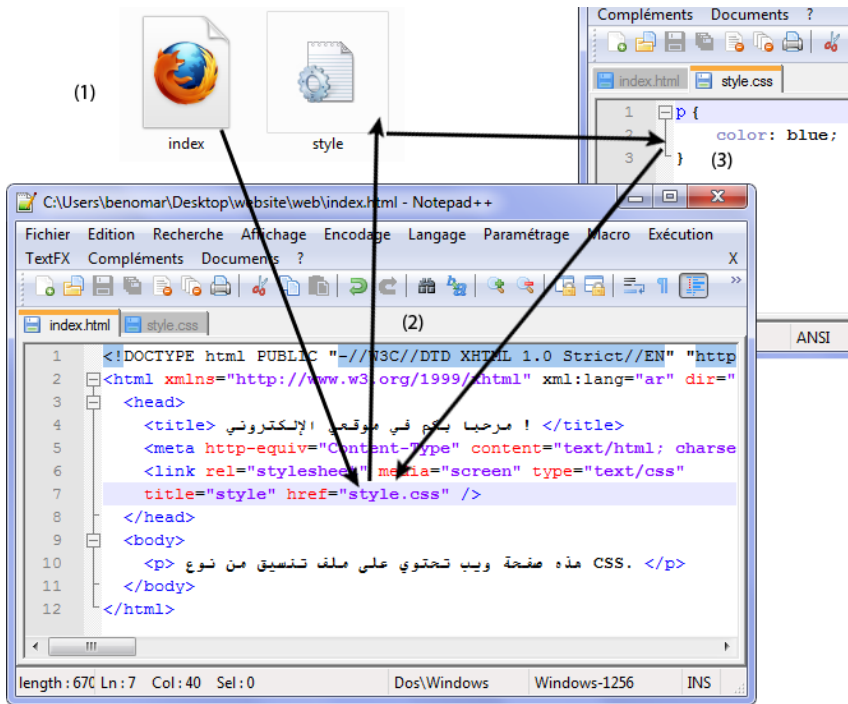 (1)
index
style
Compléments Documents ?
index.html style.css
1 p {
2 color: blue;
3 } (3)
ANSI
C:\Users\benomar\Desktop\website\web\index.html - Notepad++
Fichier Edition Recherche Affichage Encodage Langage Paramétrage Macro Exécution
TextFX Compléments Documents ? X
index.html style.css (2)
1 <!DOCTYPE html PUBLIC "-//W3C//DTD XHTML 1.0 Strict//EN" "http
2 <html xmlns="http://www.w3.org/1999/xhtml" xml:lang="ar" dir="
3 <head>
4 <title> مرحبا بكم في موقعي الإلكتروني ! </title>
5 <meta http-equiv="Content-Type" content="text/html; charse
6 <link rel="stylesheet" media="screen" type="text/css"
7 title="style" href="style.css" />
8 </head>
9 <body>
10 <p> هذه صفحة ويب تحتوي على ملف تنسيق من نوع CSS. </p>
11 </body>
12 </html>
length : 670 Ln : 7 Col : 40 Sel : 0 Dos\Windows Windows-1256 INS